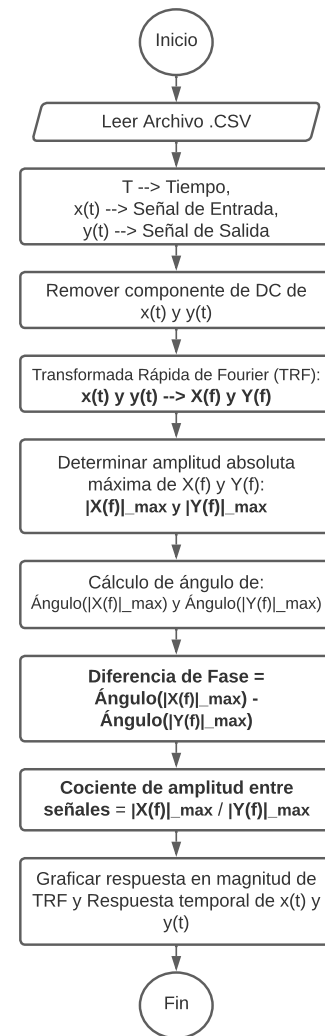 Inicio
Leer Archivo .CSV
T --> Tiempo,
x(t) --> Señal de Entrada,
y(t) --> Señal de Salida
Remover componente de DC de
x(t) y y(t)
Transformada Rápida de Fourier (TRF):
x(t) y y(t) --> X(f) y Y(f)
Determinar amplitud absoluta
máxima de X(f) y Y(f):
|X(f)|_max y |Y(f)|_max
Cálculo de ángulo de:
Ángulo(|X(f)|_max) y Ángulo(|Y(f)|_max)
Diferencia de Fase =
Ángulo(|X(f)|_max) -
Ángulo(|Y(f)|_max)
Cociente de amplitud entre
señales = |X(f)|_max / |Y(f)|_max
Graficar respuesta en magnitud de
TRF y Respuesta temporal de x(t) y
y(t)
Fin